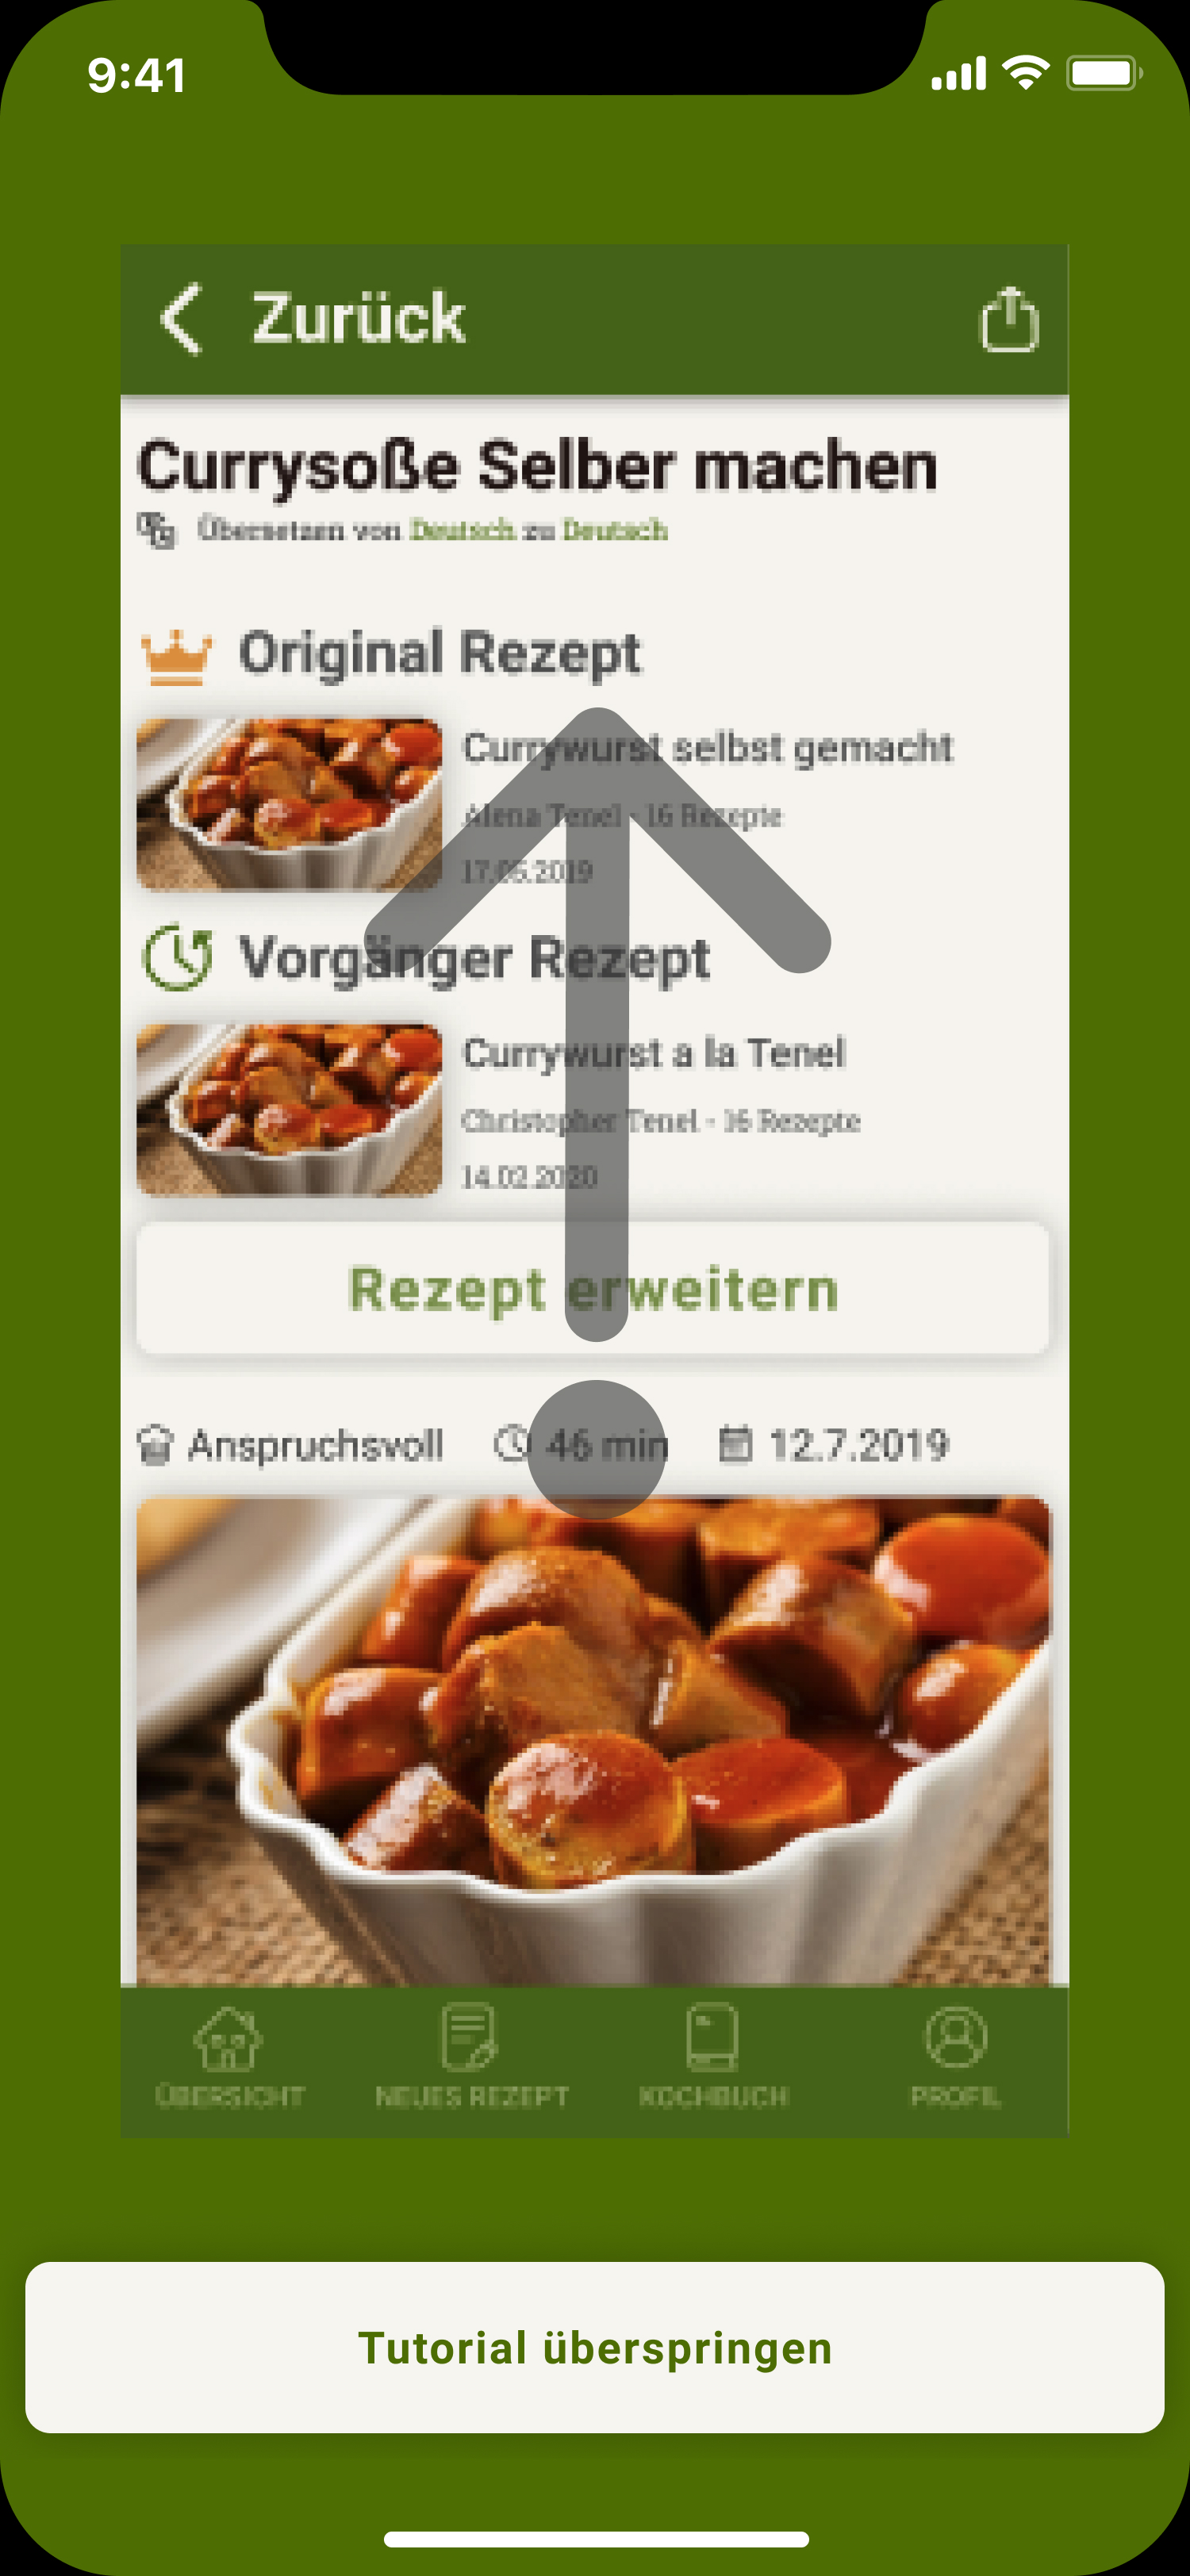 9:41
Zurück
Currysoße Selber machen
Übersetzen von Deutsch zu Deutsch
Original Rezept
Currywurst selbst gemacht
Alena Tenel - 16 Rezepte
17.05.2019
Vorgänger Rezept
Currywurst a la Tenel
Christopher Tenel - 16 Rezepte
14.02.2020
Rezept erweitern
Anspruchsvoll 46 min 12.7.2019
ÜBERSICHT NEUES REZEPT KOCHBUCH PROFIL
Tutorial überspringen